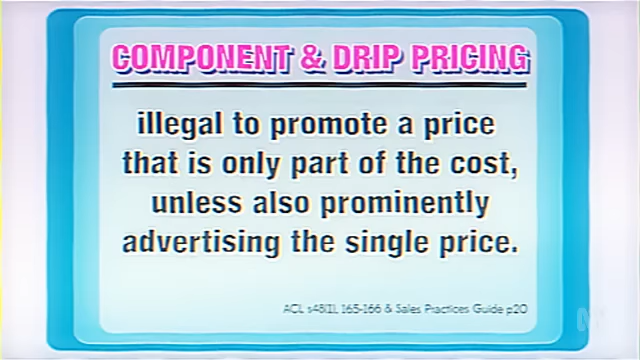 COMPONENT & DRIP PRICING
illegal to promote a price
that is only part of the cost,
unless also prominently
advertising the single price.
ACL s48(1), 165-166 & Sales Practices Guide p20